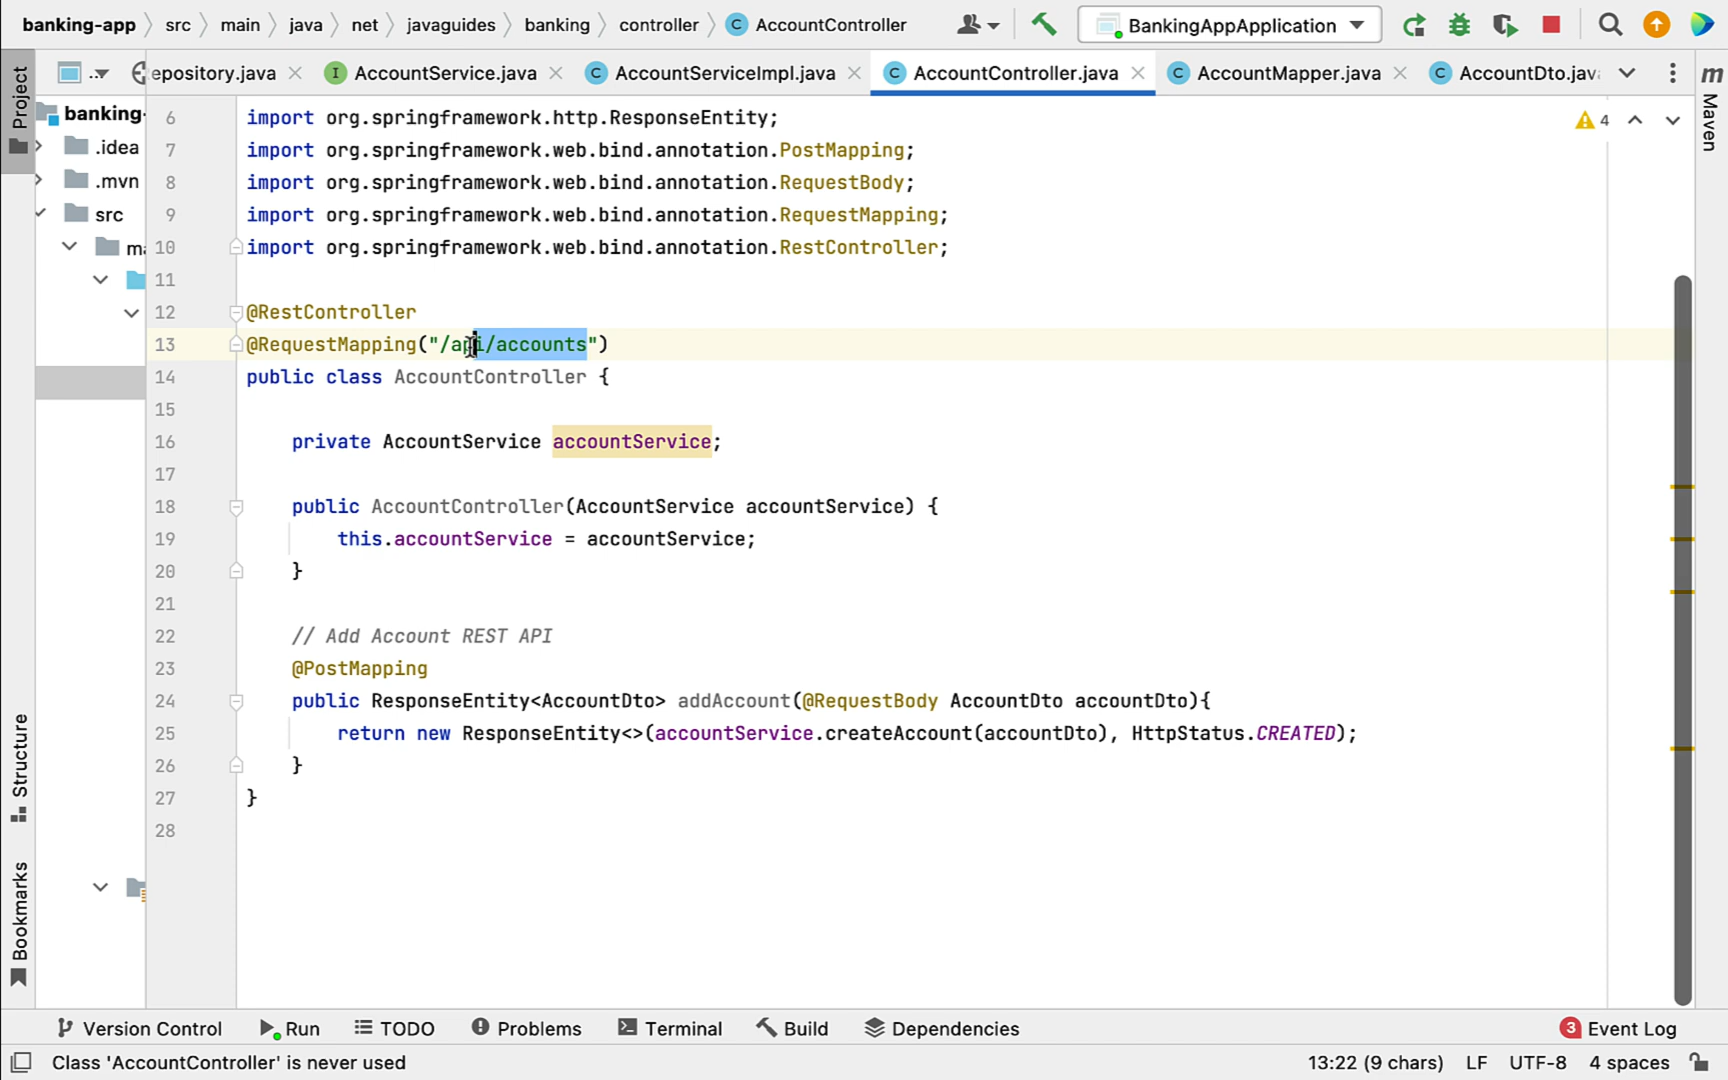 banking-app src main java net javaguides banking controller AccountController BankingAppApplication
epository.java AccountService.java AccountServiceImpl.java AccountController.java AccountMapper.java AccountDto.jav
Project
banking-
.idea
.mvn
src
ma
Structure
Bookmarks
m Maven
4
6 import org.springframework.http.ResponseEntity;
7 import org.springframework.web.bind.annotation.PostMapping;
8 import org.springframework.web.bind.annotation.RequestBody;
9 import org.springframework.web.bind.annotation.RequestMapping;
10 import org.springframework.web.bind.annotation.RestController;
11
12 @RestController
13 @RequestMapping("/api/accounts")
14 public class AccountController {
15
16 private AccountService accountService;
17
18 public AccountController(AccountService accountService) {
19 this.accountService = accountService;
20 }
21
22 // Add Account REST API
23 @PostMapping
24 public ResponseEntity<AccountDto> addAccount(@RequestBody AccountDto accountDto){
25 return new ResponseEntity<>(accountService.createAccount(accountDto), HttpStatus.CREATED);
26 }
27 }
28
Version Control Run TODO Problems Terminal Build Dependencies 3 Event Log
Class 'AccountController' is never used 13:22 (9 chars) LF UTF-8 4 spaces